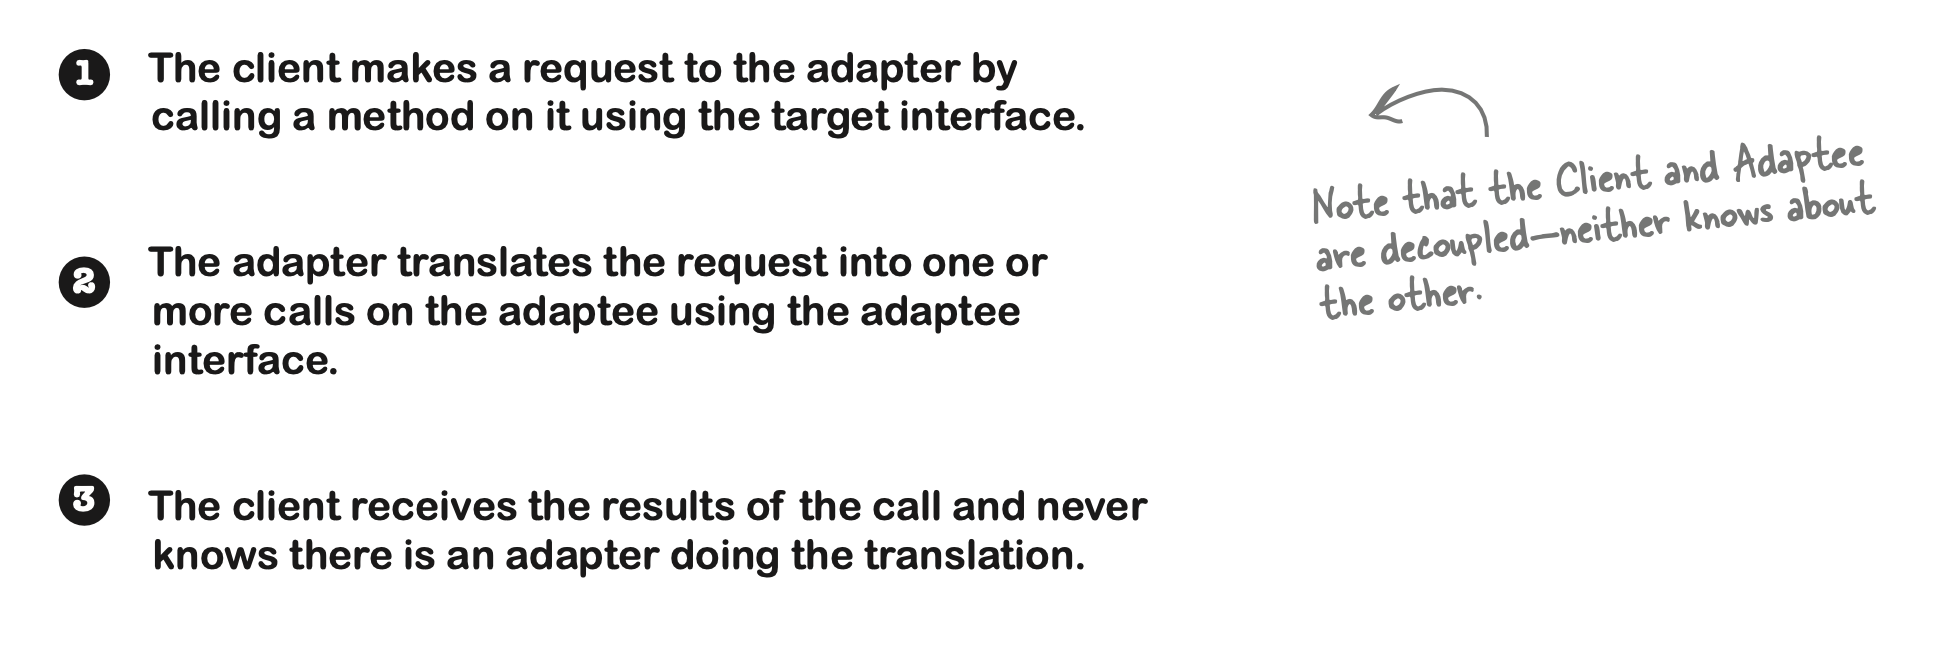 1 The client makes a request to the adapter by
calling a method on it using the target interface.
Note that the Client and Adaptee
are decoupled—neither knows about
the other.
2 The adapter translates the request into one or
more calls on the adaptee using the adaptee
interface.
3 The client receives the results of the call and never
knows there is an adapter doing the translation.